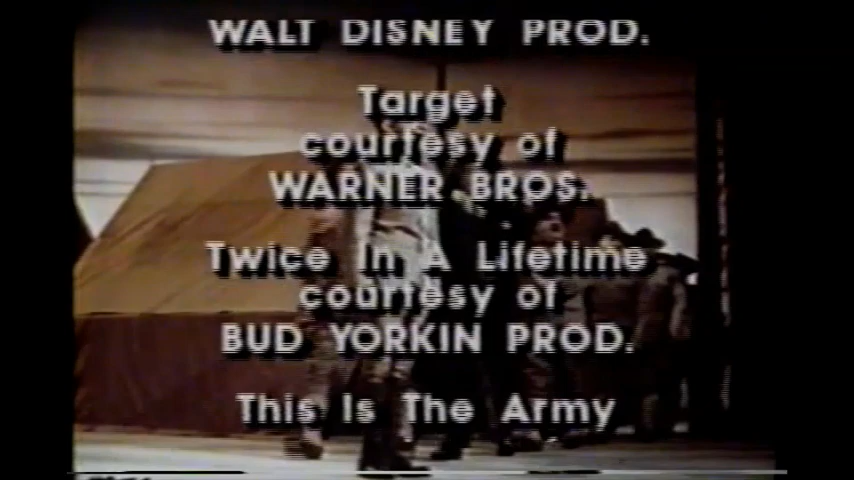 WALT DISNEY PROD.
Target
courtesy of
WARNER BROS.
Twice In A Lifetime
courtesy of
BUD YORKIN PROD.
This Is The Army